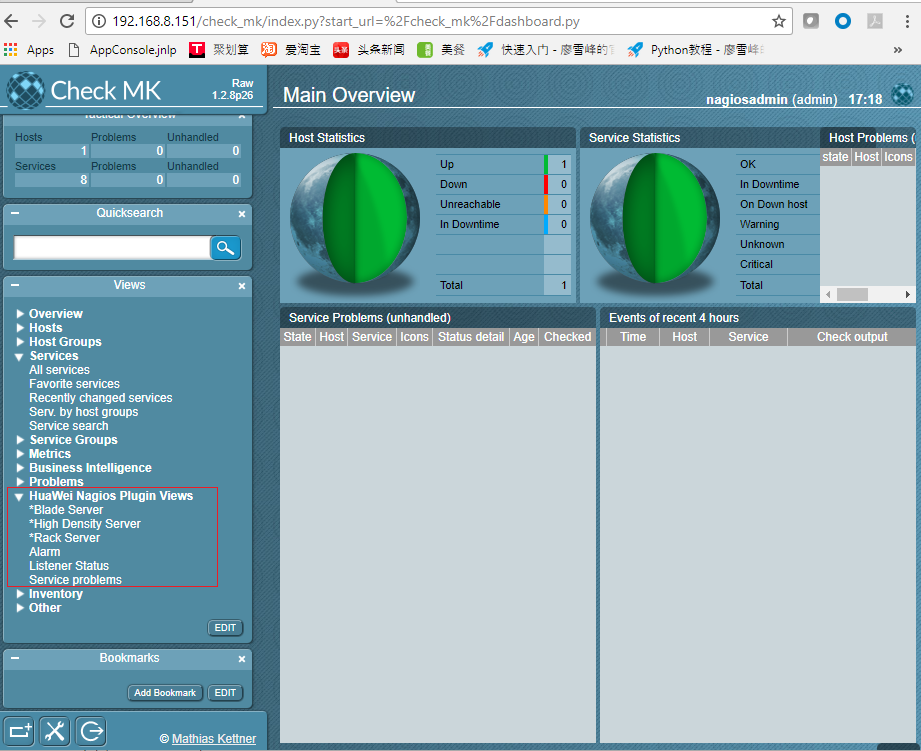 192.168.8.151/check_mk/index.py?start_url=%2Fcheck_mk%2Fdashboard.py
Apps AppConsole.jnlp T 聚划算 淘 爱淘宝 头条 头条新闻 美餐 快速入门 - 廖雪峰的 Python教程 - 廖雪峰 »
Check MK
Raw
1.2.8p26
Tactical Overview
Hosts Problems Unhandled
1 0 0
Services Problems Unhandled
8 0 0
Quicksearch
Views
Overview
Hosts
Host Groups
Services
All services
Favorite services
Recently changed services
Serv. by host groups
Service search
Service Groups
Metrics
Business Intelligence
Problems
HuaWei Nagios Plugin Views
*Blade Server
*High Density Server
*Rack Server
Alarm
Listener Status
Service problems
Inventory
Other
EDIT
Bookmarks
Add Bookmark EDIT
© Mathias Kettner
Main Overview
nagiosadmin (admin) 17:18
Host Statistics
Up 1
Down 0
Unreachable 0
In Downtime 0
Total 1
Service Statistics
OK
In Downtime
On Down host
Warning
Unknown
Critical
Total
Host Problems (
state Host Icons
Service Problems (unhandled)
State Host Service Icons Status detail Age Checked
Events of recent 4 hours
Time Host Service Check output